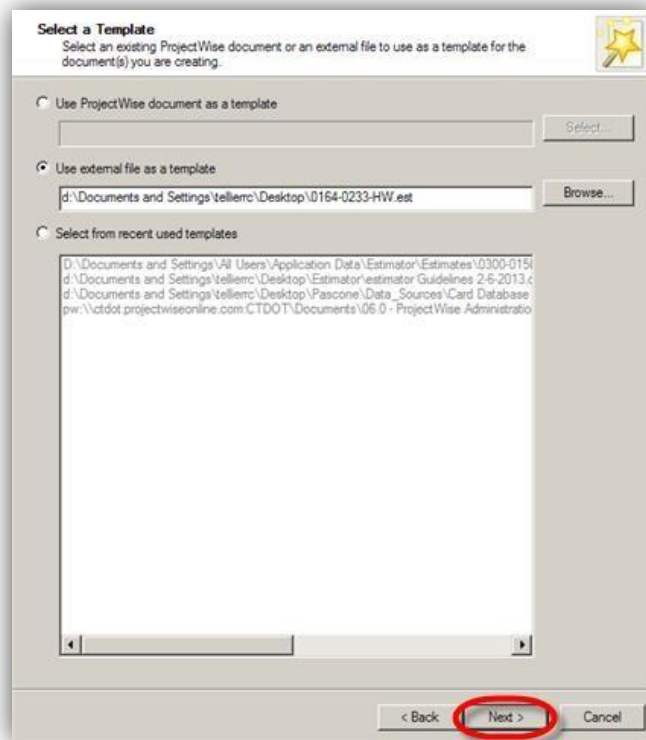 Select a Template
Select an existing ProjectWise document or an external file to use as a template for the
document(s) you are creating.
Use ProjectWise document as a template
Select...
Use external file as a template
d:\Documents and Settings\tellierrc\Desktop\0164-0233-HW.est
Browse...
Select from recent used templates
D:\Documents and Settings\All Users\Application Data\Estimator\Estimates\0300-0150
d:\Documents and Settings\tellierrc\Desktop\Estimator\estimator Guidelines 2-6-2013.d
d:\Documents and Settings\tellierrc\Desktop\Pascone\Data_Sources\Card Database
pw:\\ctdot.projectwiseonline.com:CTDOT\Documents\06.0 - ProjectWise Administratio
< Back Next > Cancel